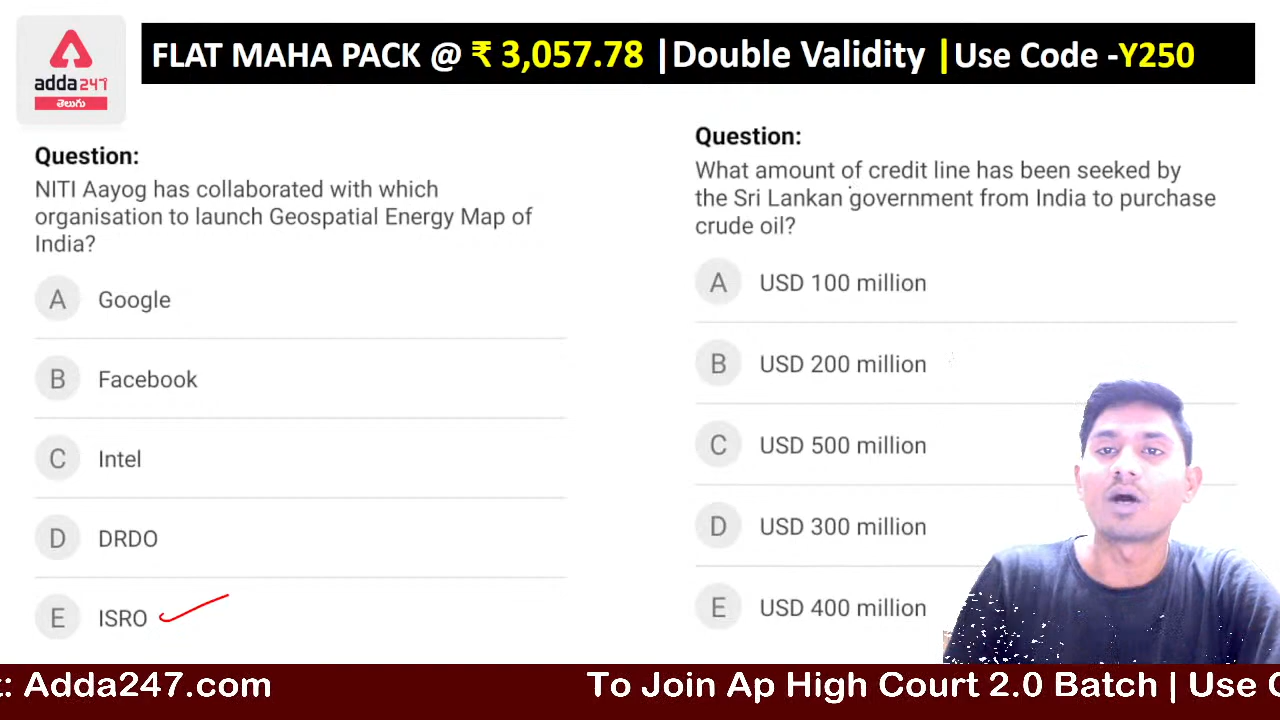 FLAT MAHA PACK @ ₹ 3,057.78 |Double Validity |Use Code -Y250
adda247
తెలుగు
Question:
NITI Aayog has collaborated with which
organisation to launch Geospatial Energy Map of
India?
A Google
B Facebook
C Intel
D DRDO
E ISRO
Question:
What amount of credit line has been seeked by
the Sri Lankan government from India to purchase
crude oil?
A USD 100 million
B USD 200 million
C USD 500 million
D USD 300 million
E USD 400 million
: Adda247.com To Join Ap High Court 2.0 Batch | Use